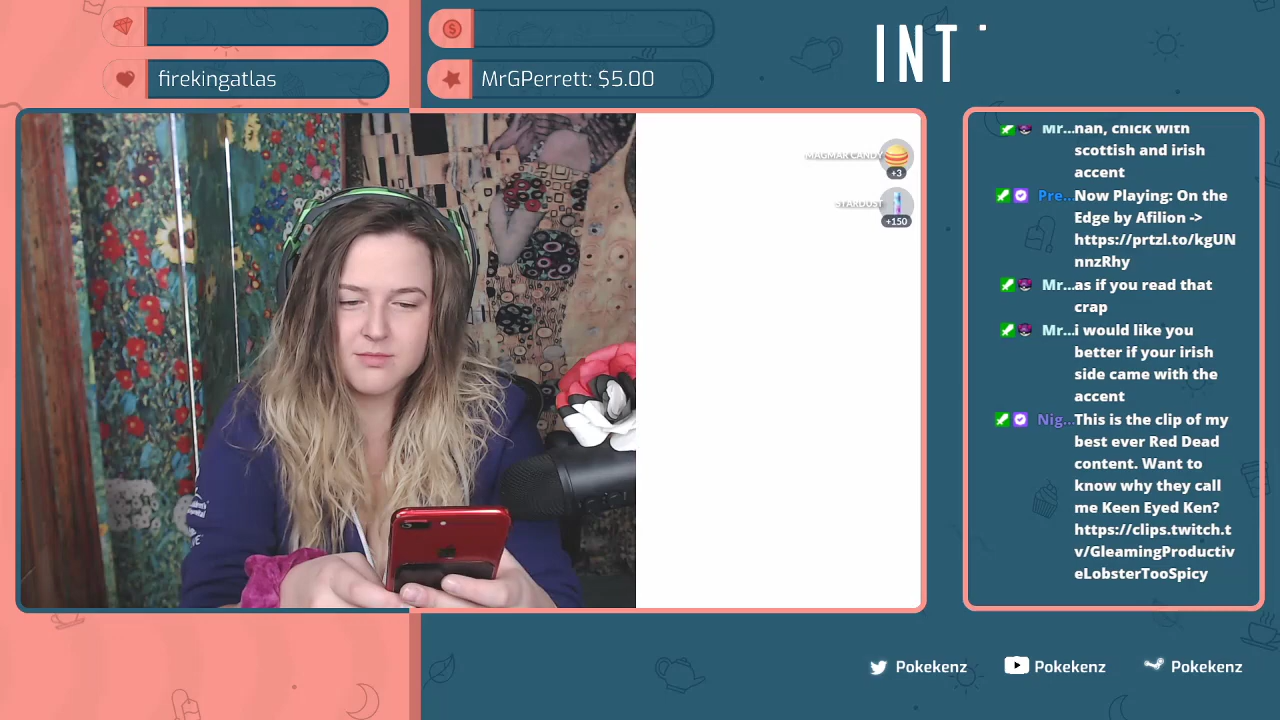 INT
firekingatlas
MrGPerrett: $5.00
MAGMAR CANDY
+3
STARDUST
+150
Mr... nan, chick with
scottish and irish
accent
Pre... Now Playing: On the
Edge by Afilion ->
https://prtzl.to/kgUN
nnzRhy
Mr... as if you read that
crap
Mr... i would like you
better if your irish
side came with the
accent
Nig... This is the clip of my
best ever Red Dead
content. Want to
know why they call
me Keen Eyed Ken?
https://clips.twitch.t
v/GleamingProductiv
eLobsterTooSpicy
Pokekenz
Pokekenz
Pokekenz